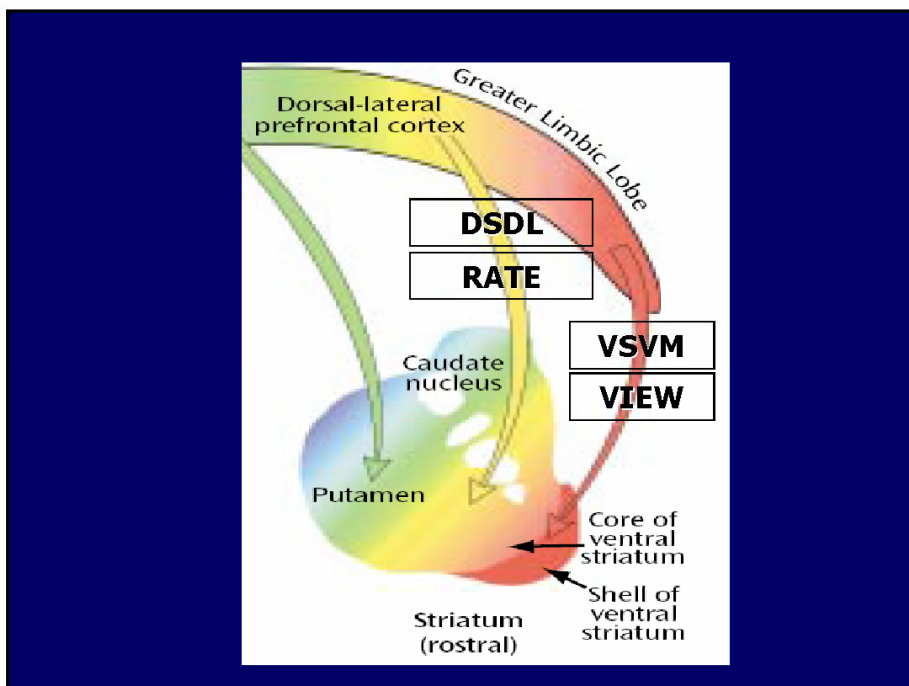 Greater Limbic Lobe
Dorsal-lateral
prefrontal cortex
DSDL
RATE
VSVM
VIEW
Caudate
nucleus
Putamen
Core of
ventral
striatum
Shell of
ventral
striatum
Striatum
(rostral)